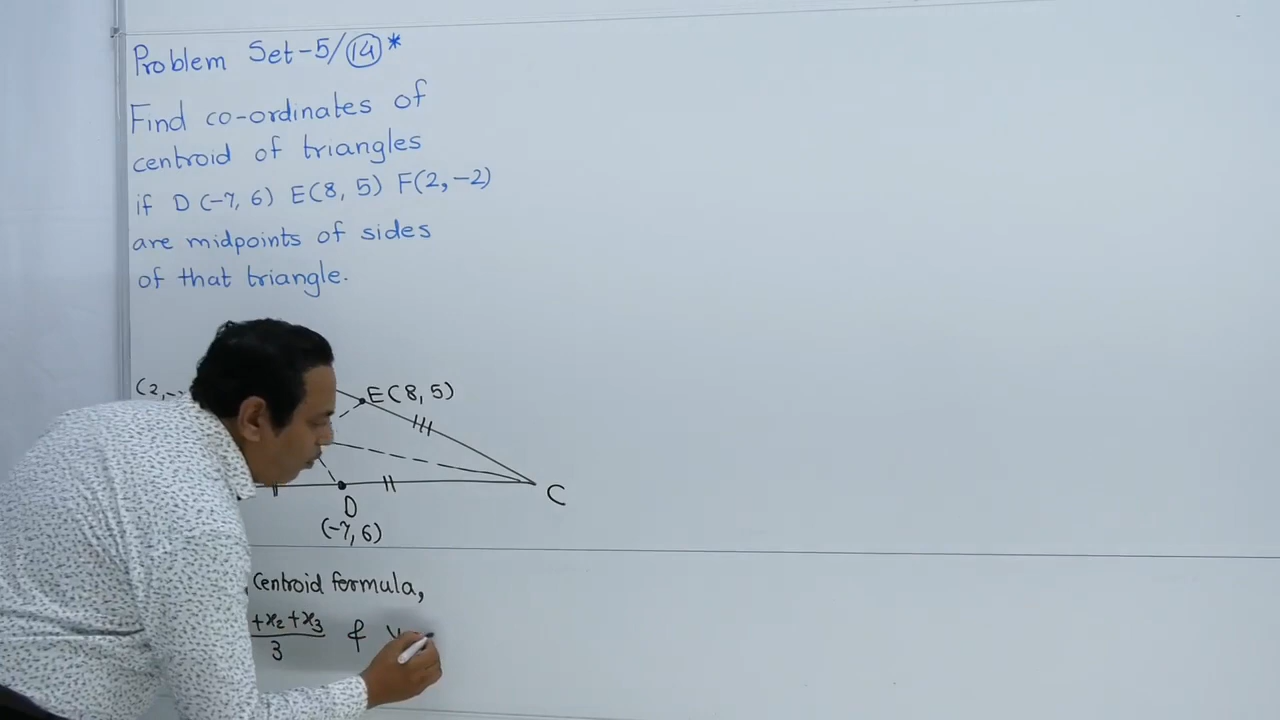 Problem Set-5/14*
Find co-ordinates of
centroid of triangles
if D (-7, 6) E(8, 5) F(2, -2)
are midpoints of sides
of that triangle.
(2, -
E(8, 5)
C
D
(-7, 6)
Centroid formula,
+x₂+x₃ &
3